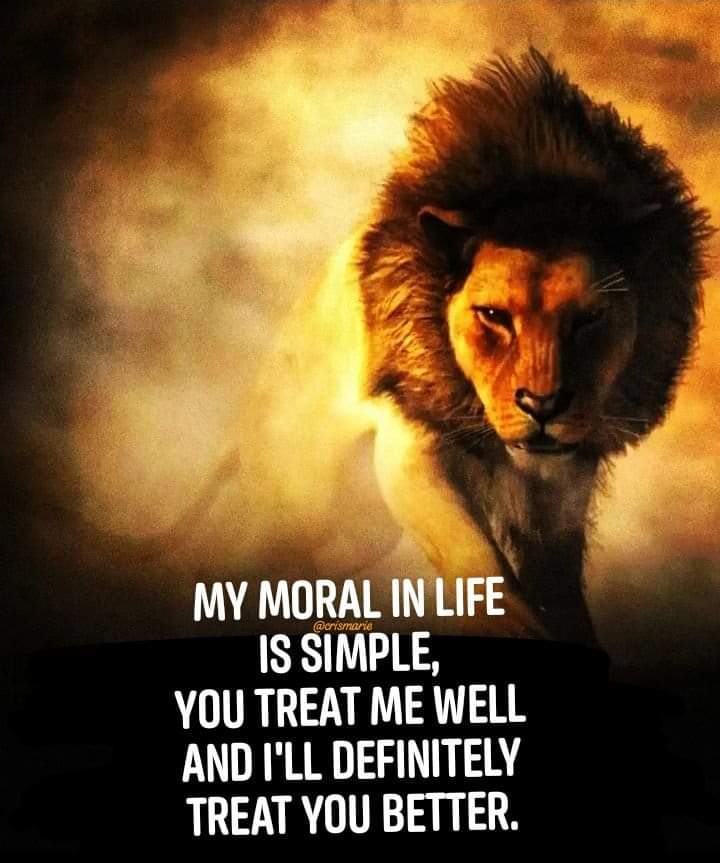 MY MORAL IN LIFE
@crismarie
IS SIMPLE,
YOU TREAT ME WELL
AND I'LL DEFINITELY
TREAT YOU BETTER.